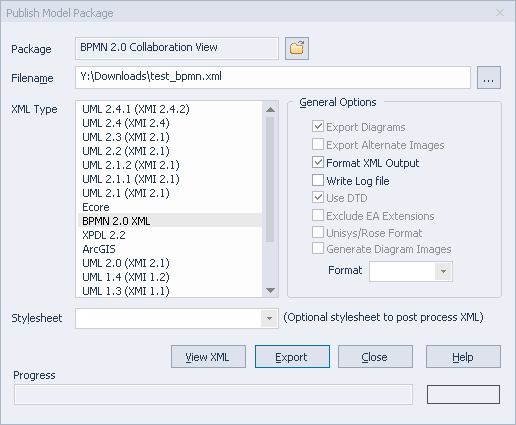 Publish Model Package
Package
BPMN 2.0 Collaboration View
Filename
Y:\Downloads\test_bpmn.xml
...
XML Type
UML 2.4.1 (XMI 2.4.2)
UML 2.4 (XMI 2.4)
UML 2.3 (XMI 2.1)
UML 2.2 (XMI 2.1)
UML 2.1.2 (XMI 2.1)
UML 2.1.1 (XMI 2.1)
UML 2.1 (XMI 2.1)
Ecore
BPMN 2.0 XML
XPDL 2.2
ArcGIS
UML 2.0 (XMI 2.1)
UML 1.4 (XMI 1.2)
UML 1.3 (XMI 1.1)
General Options
Export Diagrams
Export Alternate Images
Format XML Output
Write Log file
Use DTD
Exclude EA Extensions
Unisys/Rose Format
Generate Diagram Images
Format
Stylesheet
(Optional stylesheet to post process XML)
View XML
Export
Close
Help
Progress